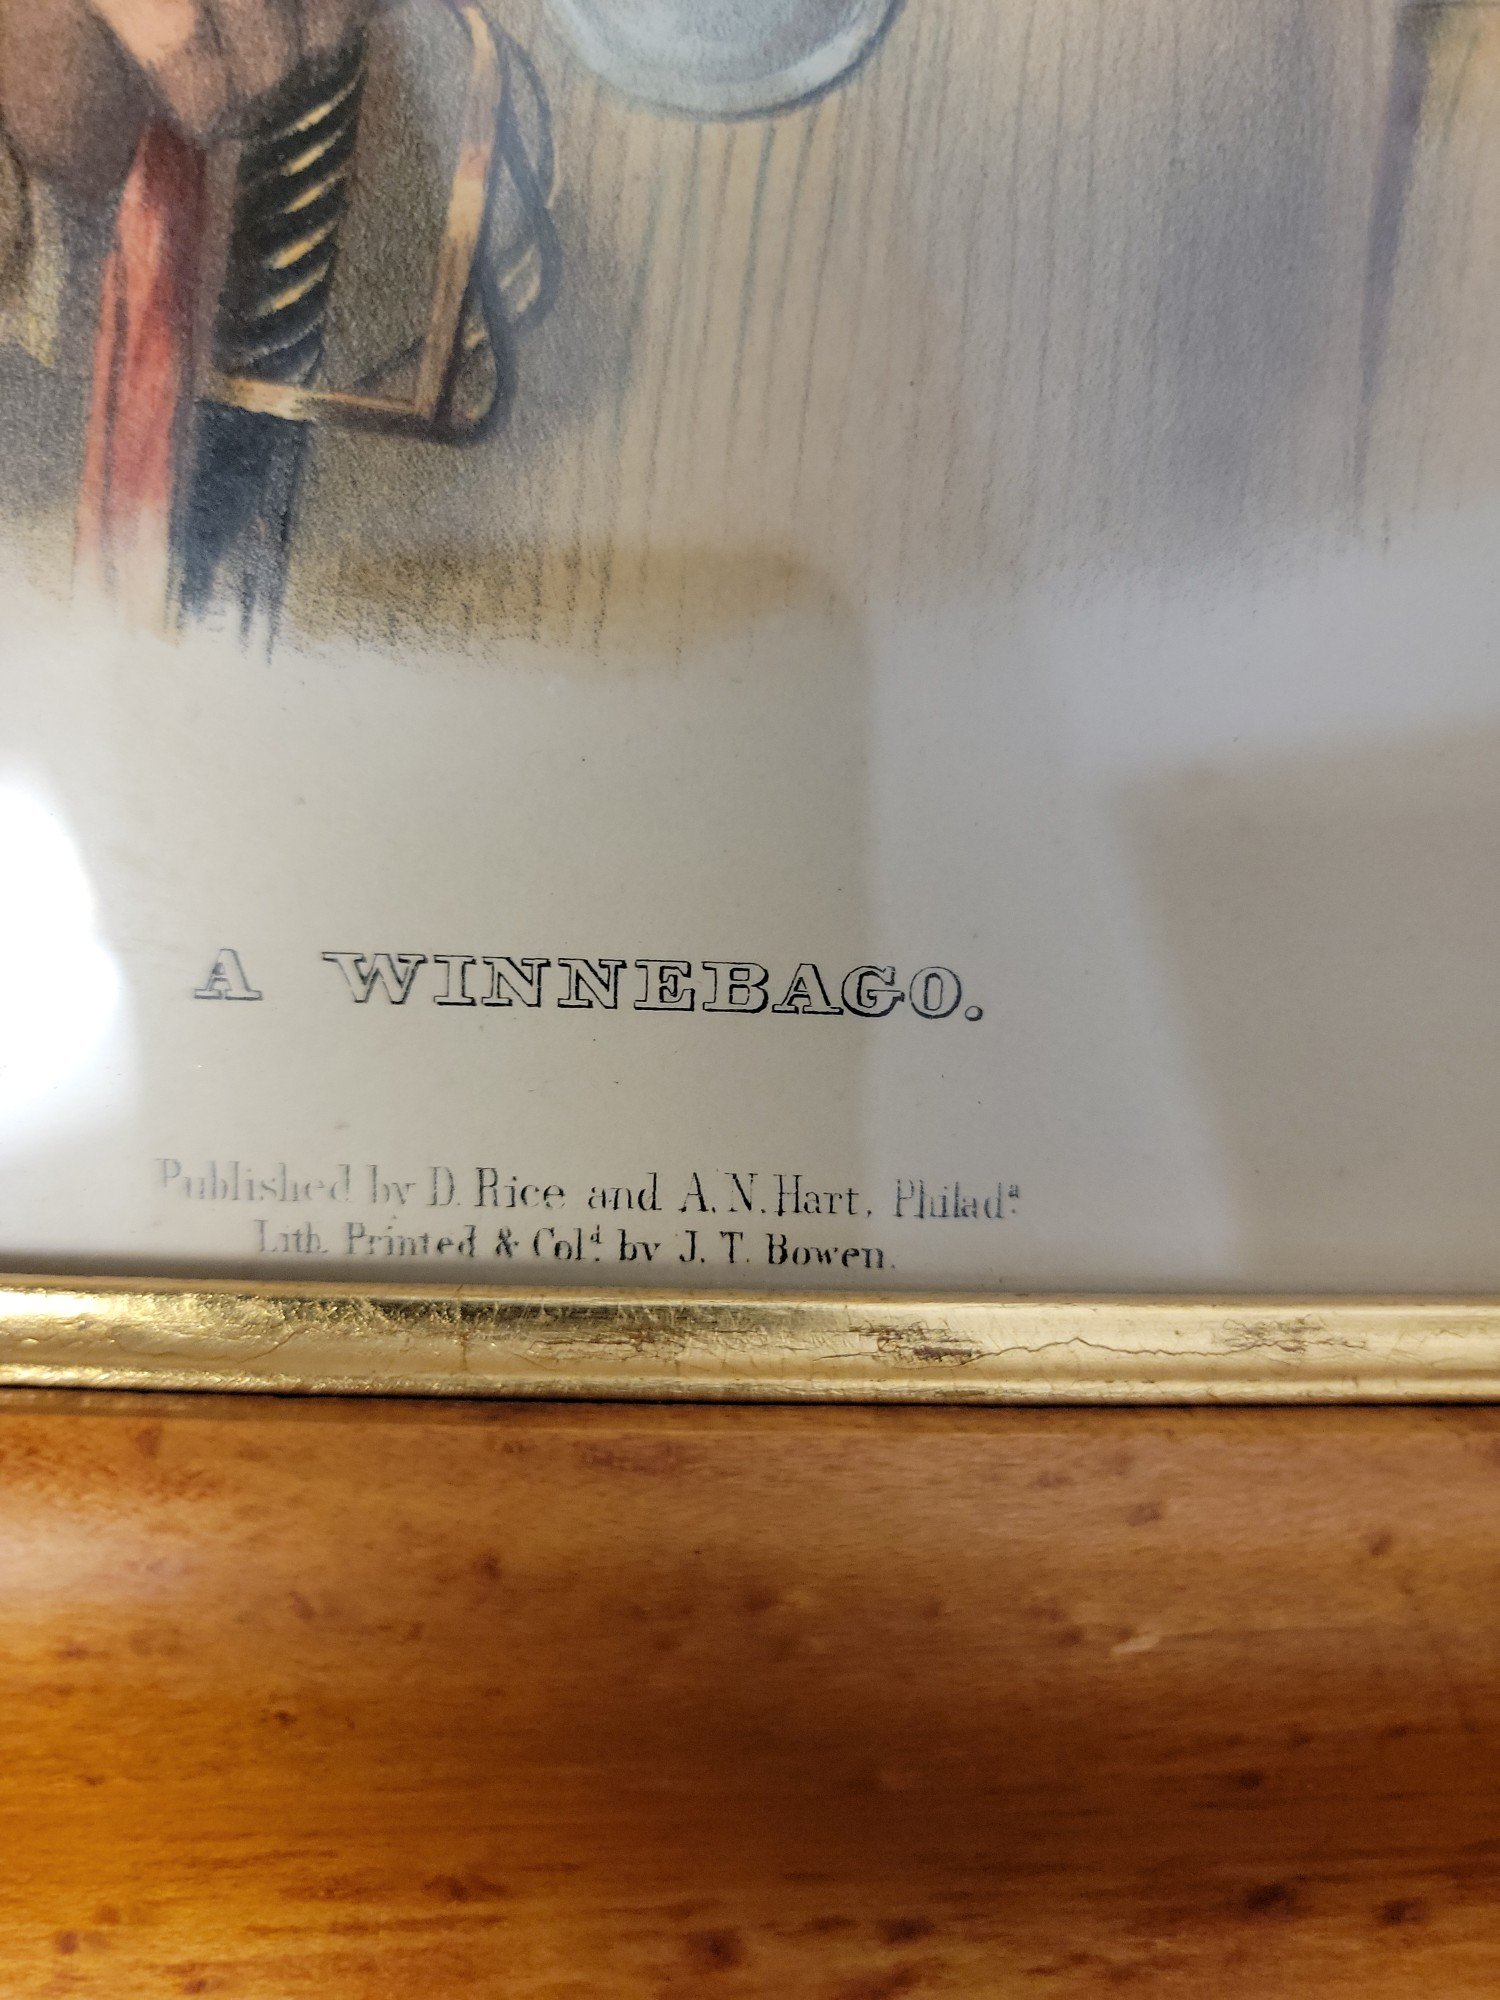 A WINNEBAGO.
Published by D. Rice and A. N. Hart, Philadª.
Lith. Printed & Colᵈ. by J. T. Bowen.